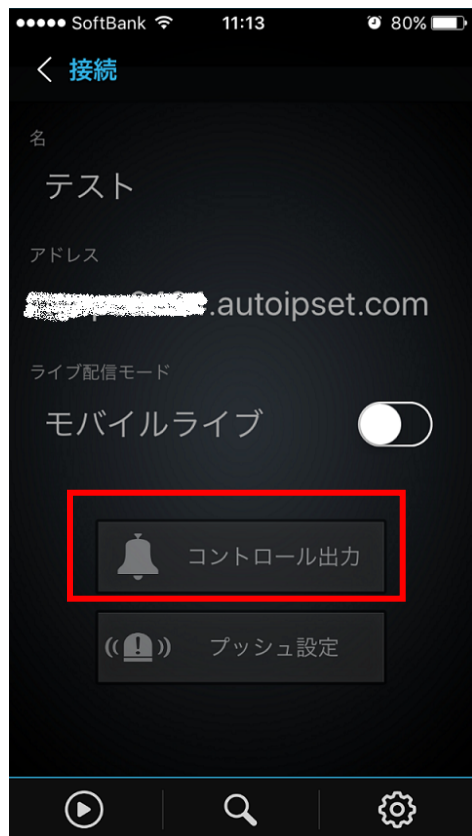 SoftBank 11:13 80%
接続
名
テスト
アドレス
.autoipset.com
ライブ配信モード
モバイルライブ
コントロール出力
プッシュ設定